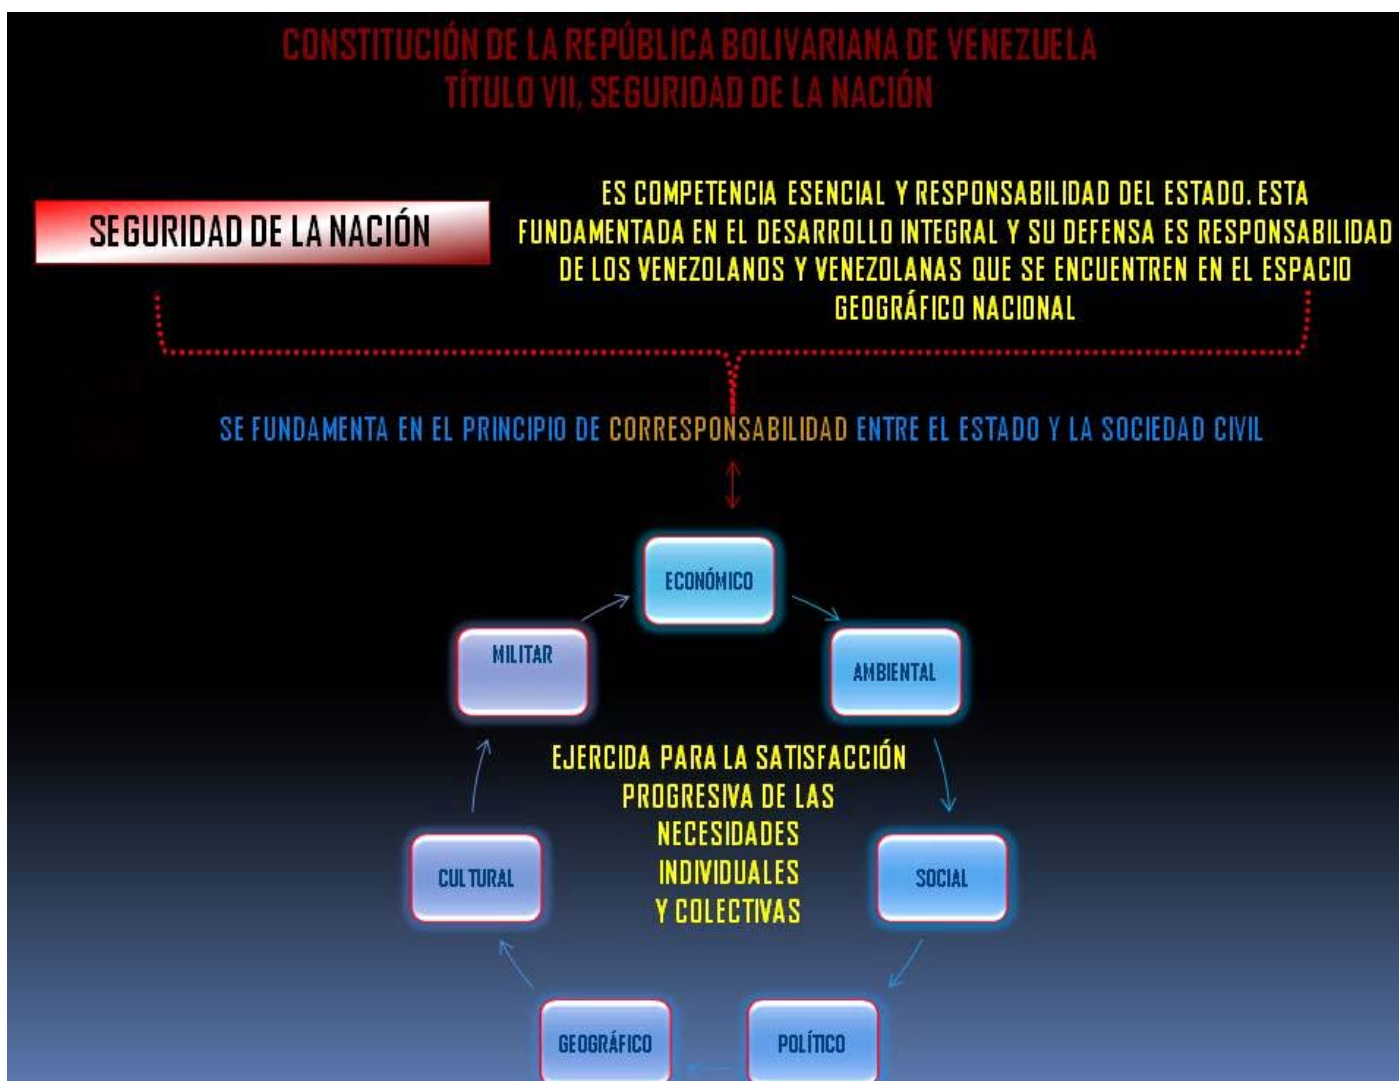 CONSTITUCIÓN DE LA REPÚBLICA BOLIVARIANA DE VENEZUELA
TÍTULO VII, SEGURIDAD DE LA NACIÓN
SEGURIDAD DE LA NACIÓN
ES COMPETENCIA ESENCIAL Y RESPONSABILIDAD DEL ESTADO. ESTA
FUNDAMENTADA EN EL DESARROLLO INTEGRAL Y SU DEFENSA ES RESPONSABILIDAD
DE LOS VENEZOLANOS Y VENEZOLANAS QUE SE ENCUENTREN EN EL ESPACIO
GEOGRÁFICO NACIONAL
SE FUNDAMENTA EN EL PRINCIPIO DE CORRESPONSABILIDAD ENTRE EL ESTADO Y LA SOCIEDAD CIVIL
ECONÓMICO
MILITAR
AMBIENTAL
EJERCIDA PARA LA SATISFACCIÓN
PROGRESIVA DE LAS
NECESIDADES
INDIVIDUALES
Y COLECTIVAS
CULTURAL
SOCIAL
GEOGRÁFICO
POLÍTICO